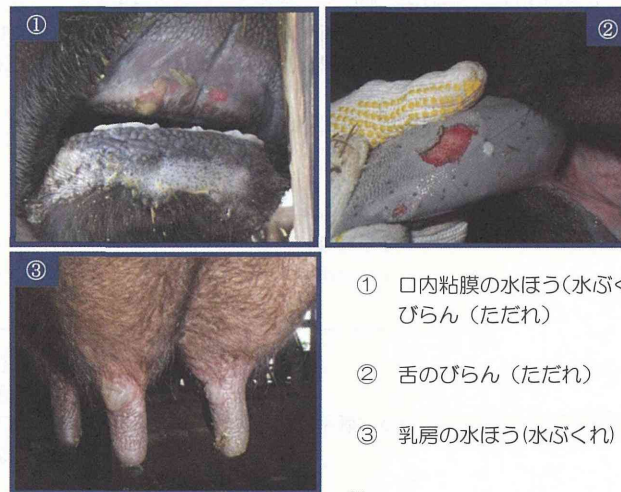 ①
②
③
① 口内粘膜の水ほう(水ぶく
びらん（ただれ）
② 舌のびらん（ただれ）
③ 乳房の水ほう(水ぶくれ)